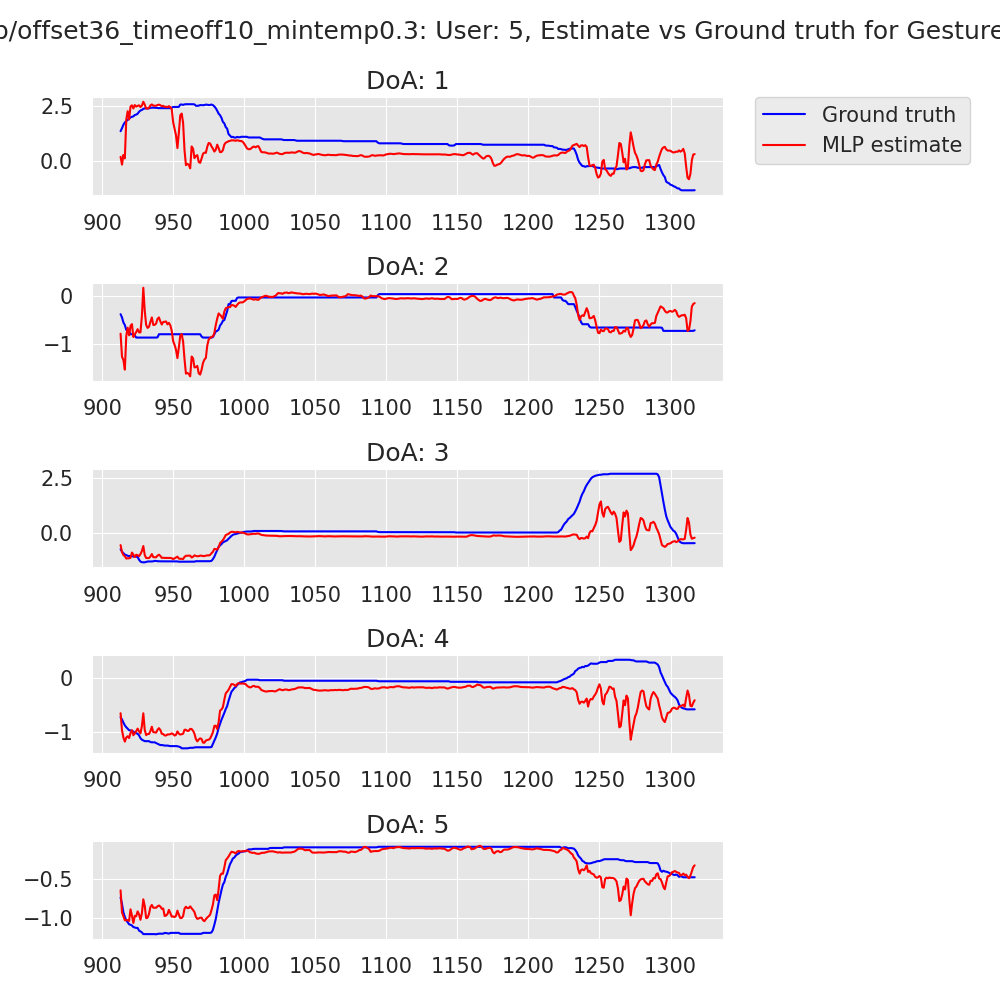 o/offset36_timeoff10_mintemp0.3: User: 5, Estimate vs Ground truth for Gesture
DoA: 1
Ground truth
MLP estimate
2.5
0.0
900 950 1000 1050 1100 1150 1200 1250 1300
DoA: 2
0
−1
900 950 1000 1050 1100 1150 1200 1250 1300
DoA: 3
2.5
0.0
900 950 1000 1050 1100 1150 1200 1250 1300
DoA: 4
0
−1
900 950 1000 1050 1100 1150 1200 1250 1300
DoA: 5
−0.5
−1.0
900 950 1000 1050 1100 1150 1200 1250 1300